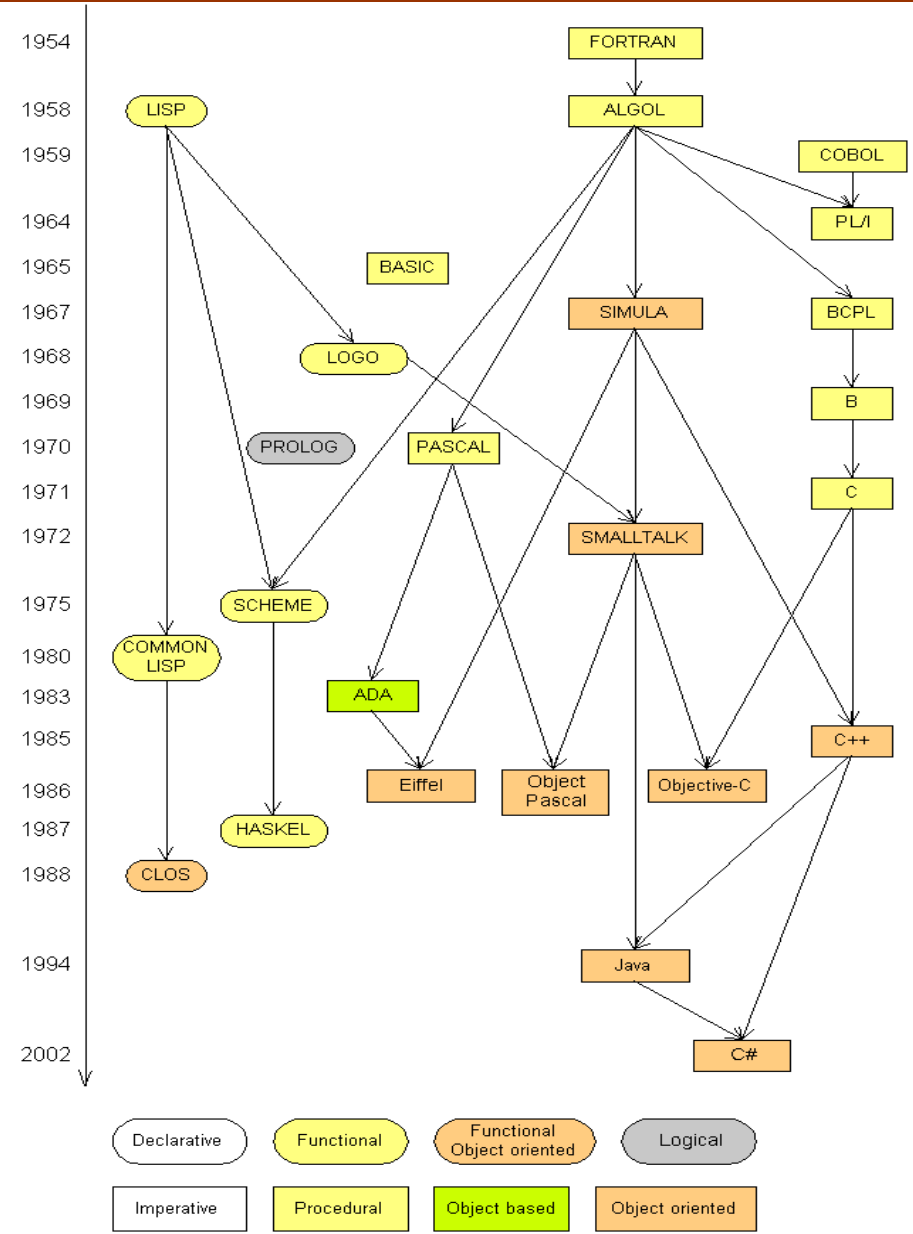 1954
FORTRAN
1958
LISP
ALGOL
1959
COBOL
1964
PL/I
1965
BASIC
1967
SIMULA
BCPL
1968
LOGO
1969
B
1970
PROLOG
PASCAL
1971
C
1972
SMALLTALK
1975
SCHEME
1980
COMMON
LISP
1983
ADA
1985
C++
1986
Eiffel
Object
Pascal
Objective-C
1987
HASKEL
1988
CLOS
1994
Java
2002
C#
Declarative
Functional
Functional
Object oriented
Logical
Imperative
Procedural
Object based
Object oriented